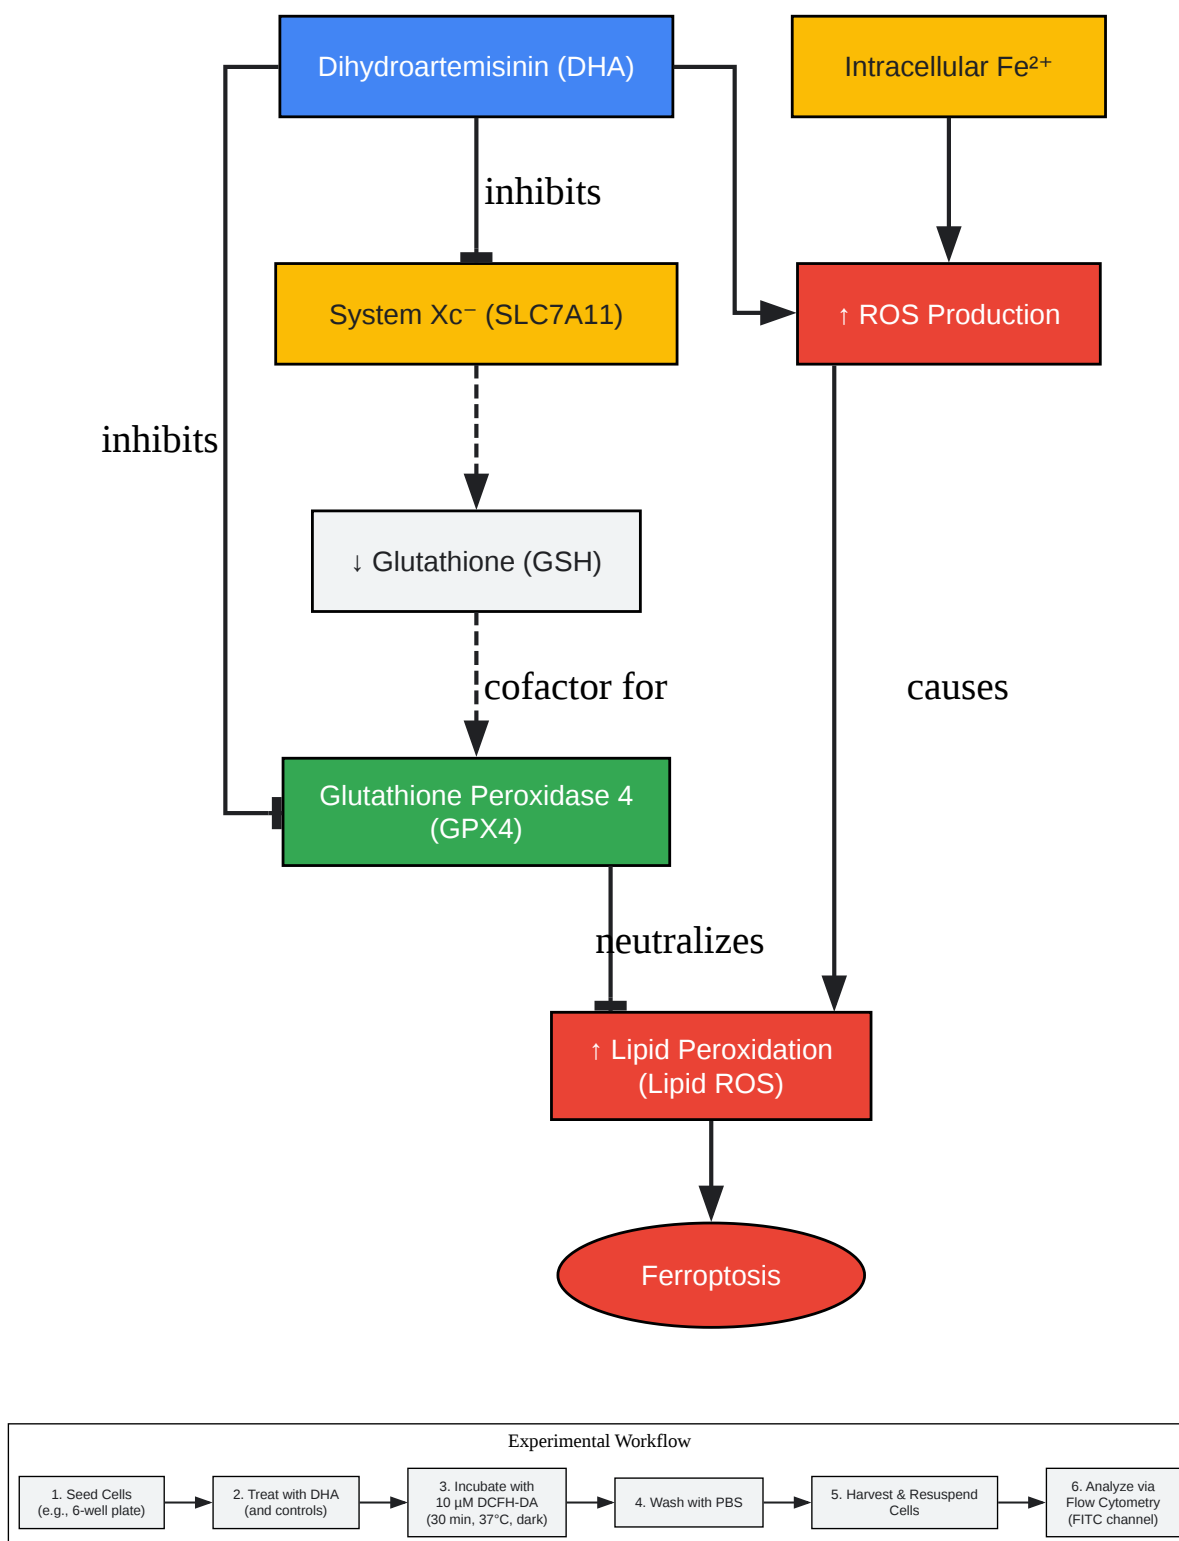 Dihydroartemisinin (DHA)
Intracellular Fe²⁺
inhibits
System Xc⁻ (SLC7A11)
↑ ROS Production
inhibits
↓ Glutathione (GSH)
cofactor for
causes
Glutathione Peroxidase 4
(GPX4)
neutralizes
↑ Lipid Peroxidation
(Lipid ROS)
Ferroptosis
Experimental Workflow
1. Seed Cells
(e.g., 6-well plate)
2. Treat with DHA
(and controls)
3. Incubate with
10 µM DCFH-DA
(30 min, 37°C, dark)
4. Wash with PBS
5. Harvest & Resuspend
Cells
6. Analyze via
Flow Cytometry
(FITC channel)